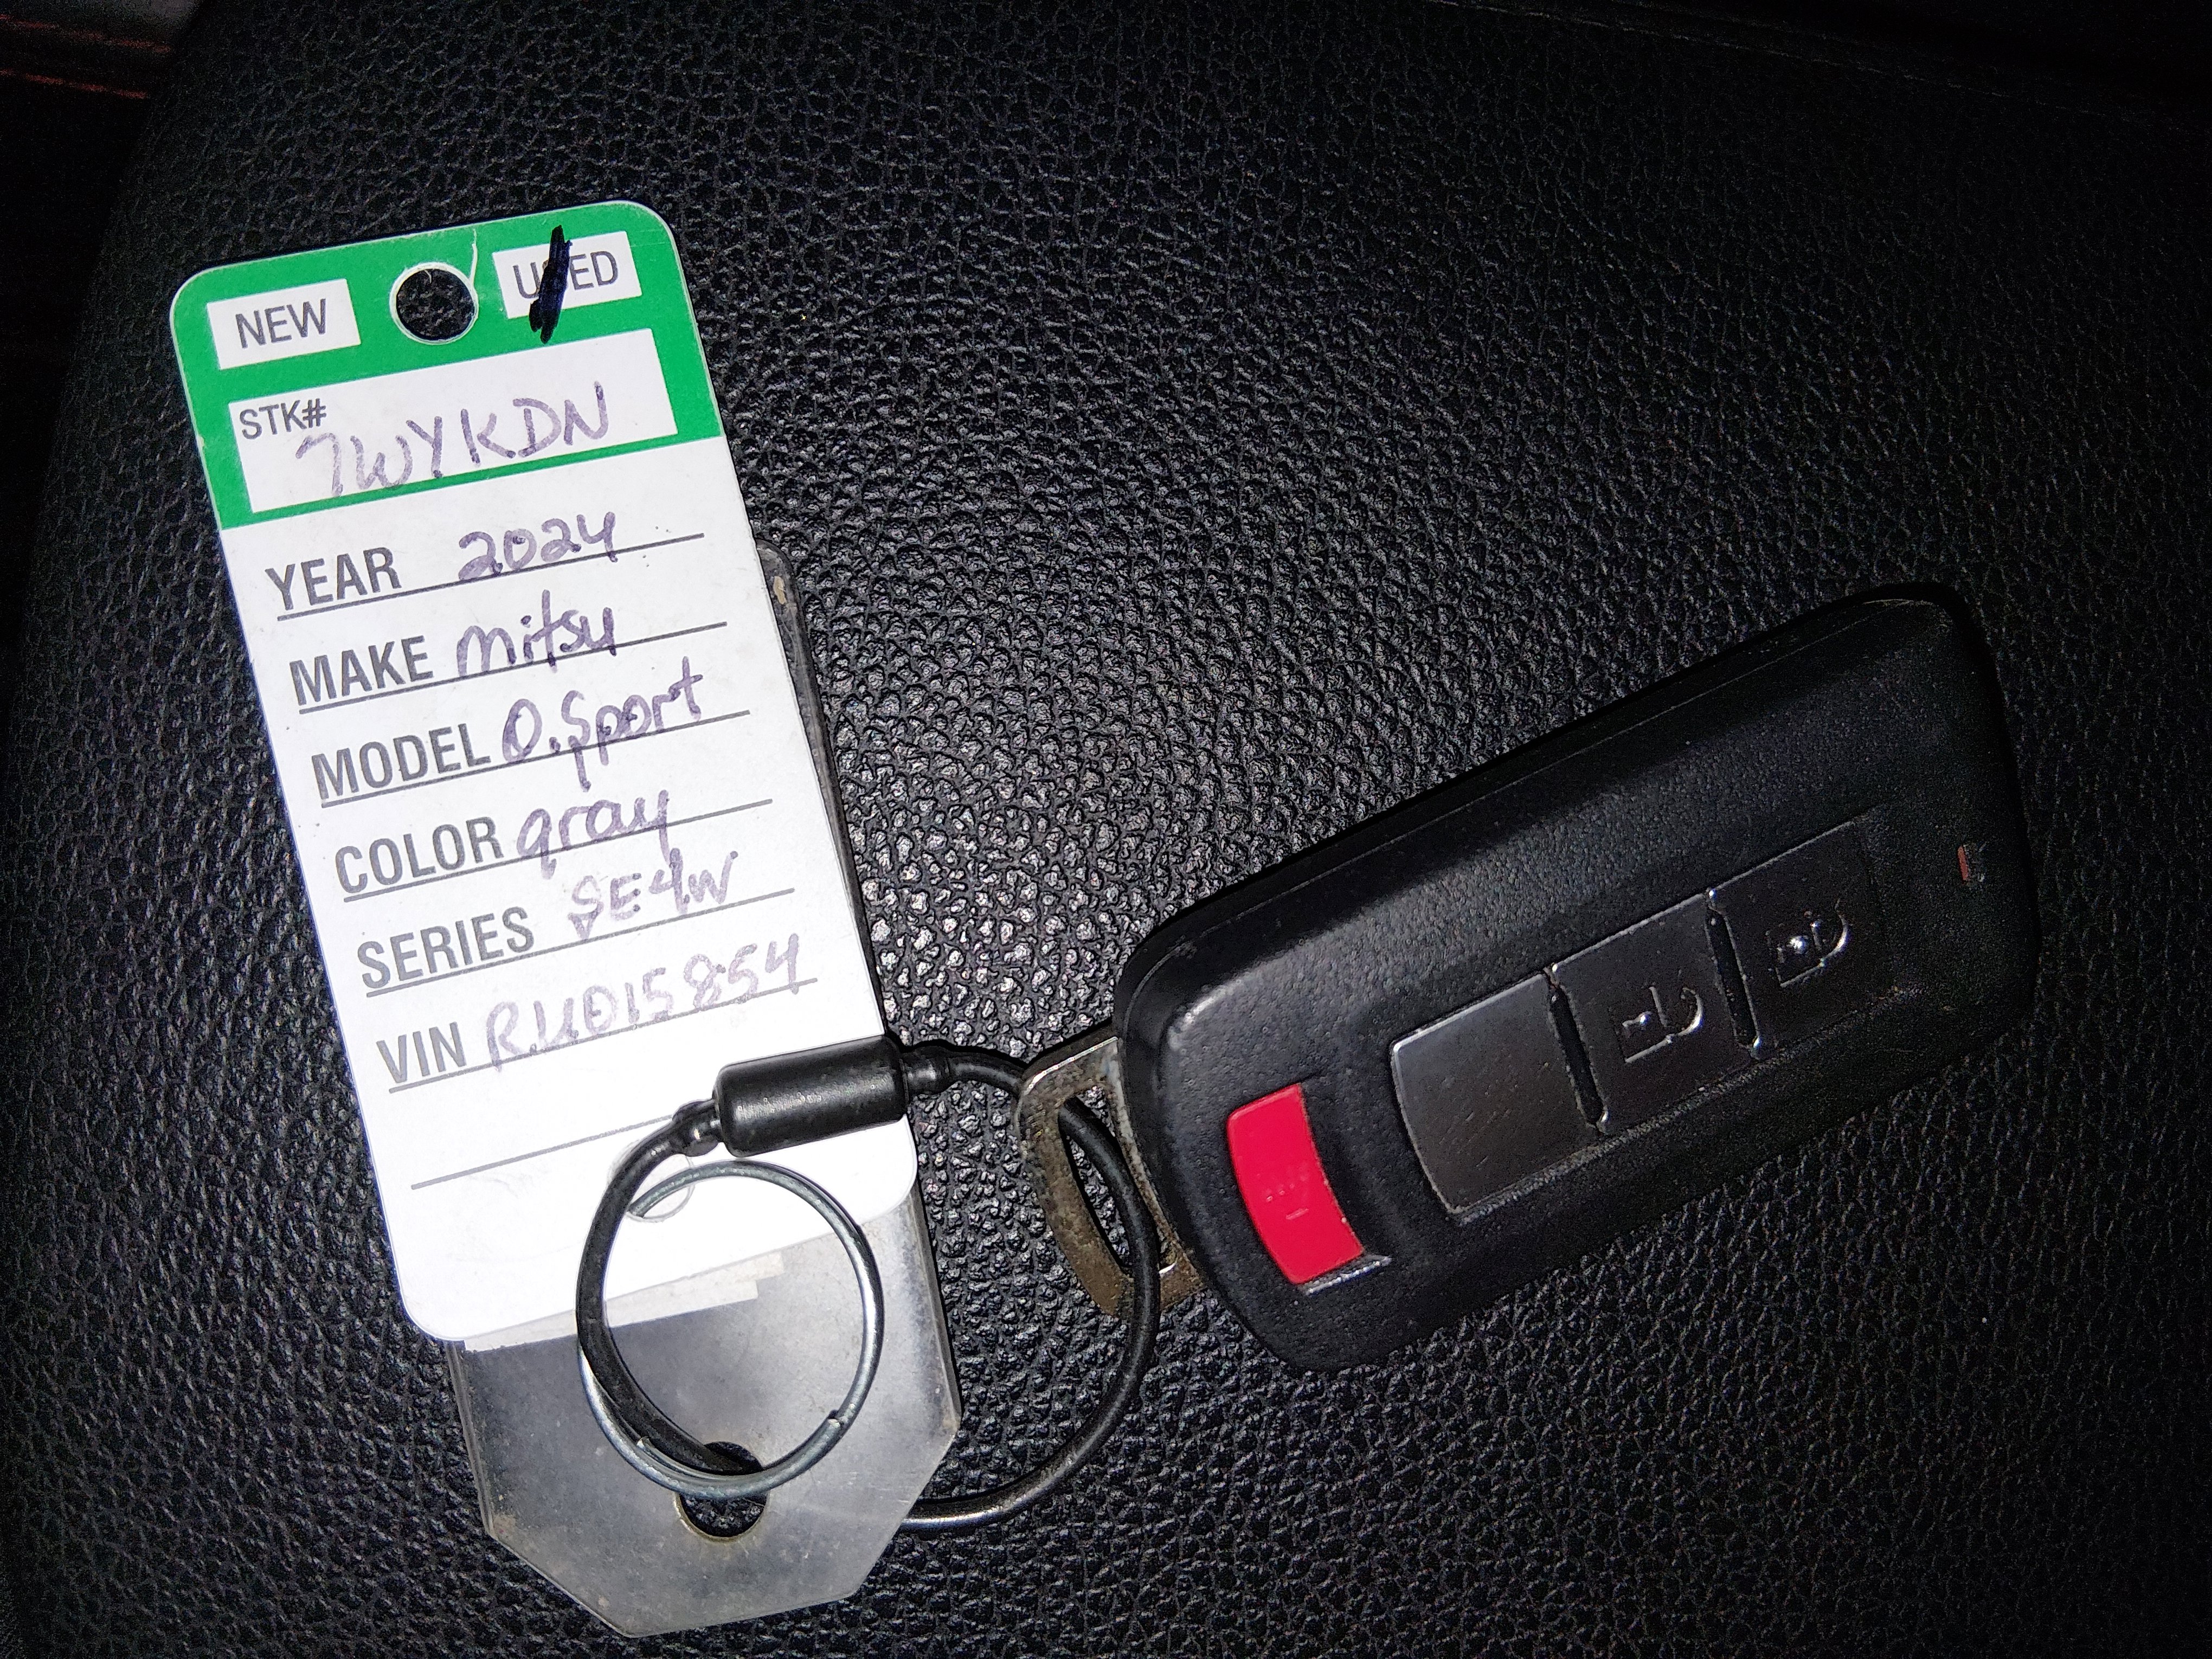 NEW USED
STK#
7WYKDN
YEAR 2024
MAKE mitsu
MODEL O.Sport
COLOR gray
SERIES SE4W
VIN RU015854